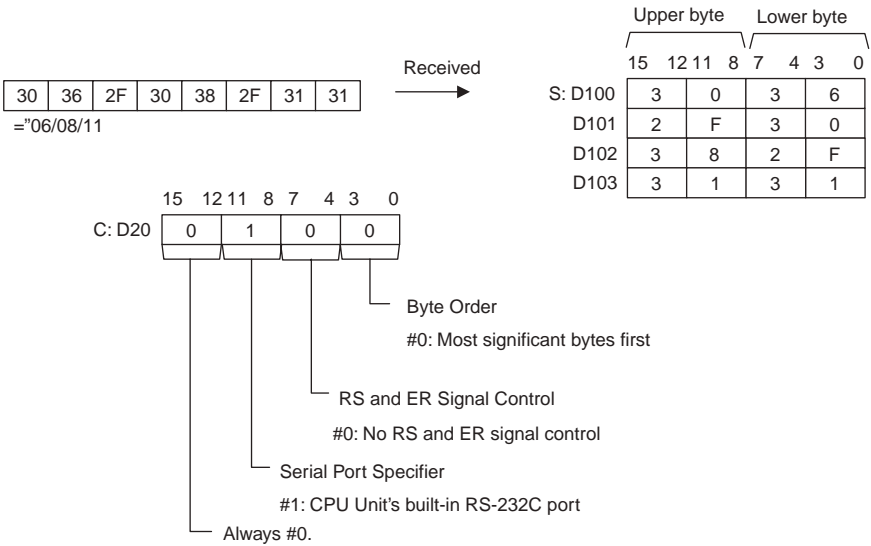 Upper byte Lower byte
15 12 11 8 7 4 3 0
Received
30 36 2F 30 38 2F 31 31
="06/08/11
S: D100 3 0 3 6
D101 2 F 3 0
D102 3 8 2 F
D103 3 1 3 1
15 12 11 8 7 4 3 0
C: D20 0 1 0 0
Byte Order
#0: Most significant bytes first
RS and ER Signal Control
#0: No RS and ER signal control
Serial Port Specifier
#1: CPU Unit's built-in RS-232C port
Always #0.